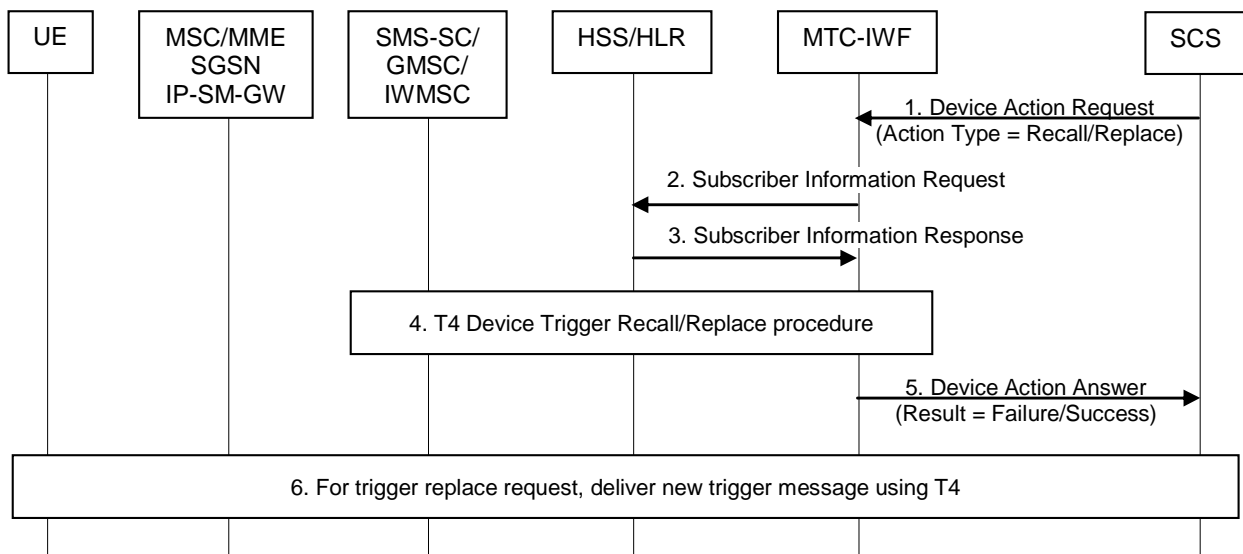 UE
MSC/MME
SGSN
IP-SM-GW
SMS-SC/
GMSC/
IWMSC
HSS/HLR
MTC-IWF
SCS
1. Device Action Request
(Action Type = Recall/Replace)
2. Subscriber Information Request
3. Subscriber Information Response
4. T4 Device Trigger Recall/Replace procedure
5. Device Action Answer
(Result = Failure/Success)
6. For trigger replace request, deliver new trigger message using T4